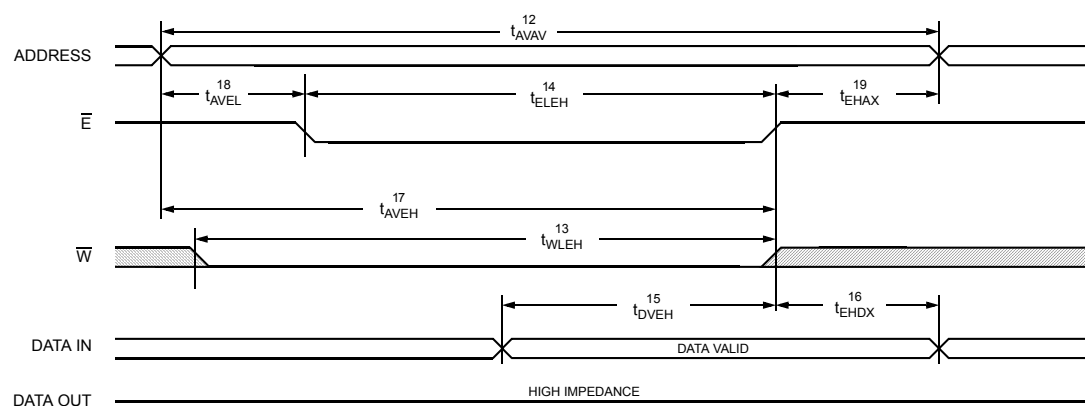 12
tAVAV
ADDRESS
18
tAVEL
14
tELEH
19
tEHAX
E
17
tAVEH
13
tWLEH
W
15
tDVEH
16
tEHDX
DATA IN
DATA VALID
DATA OUT
HIGH IMPEDANCE